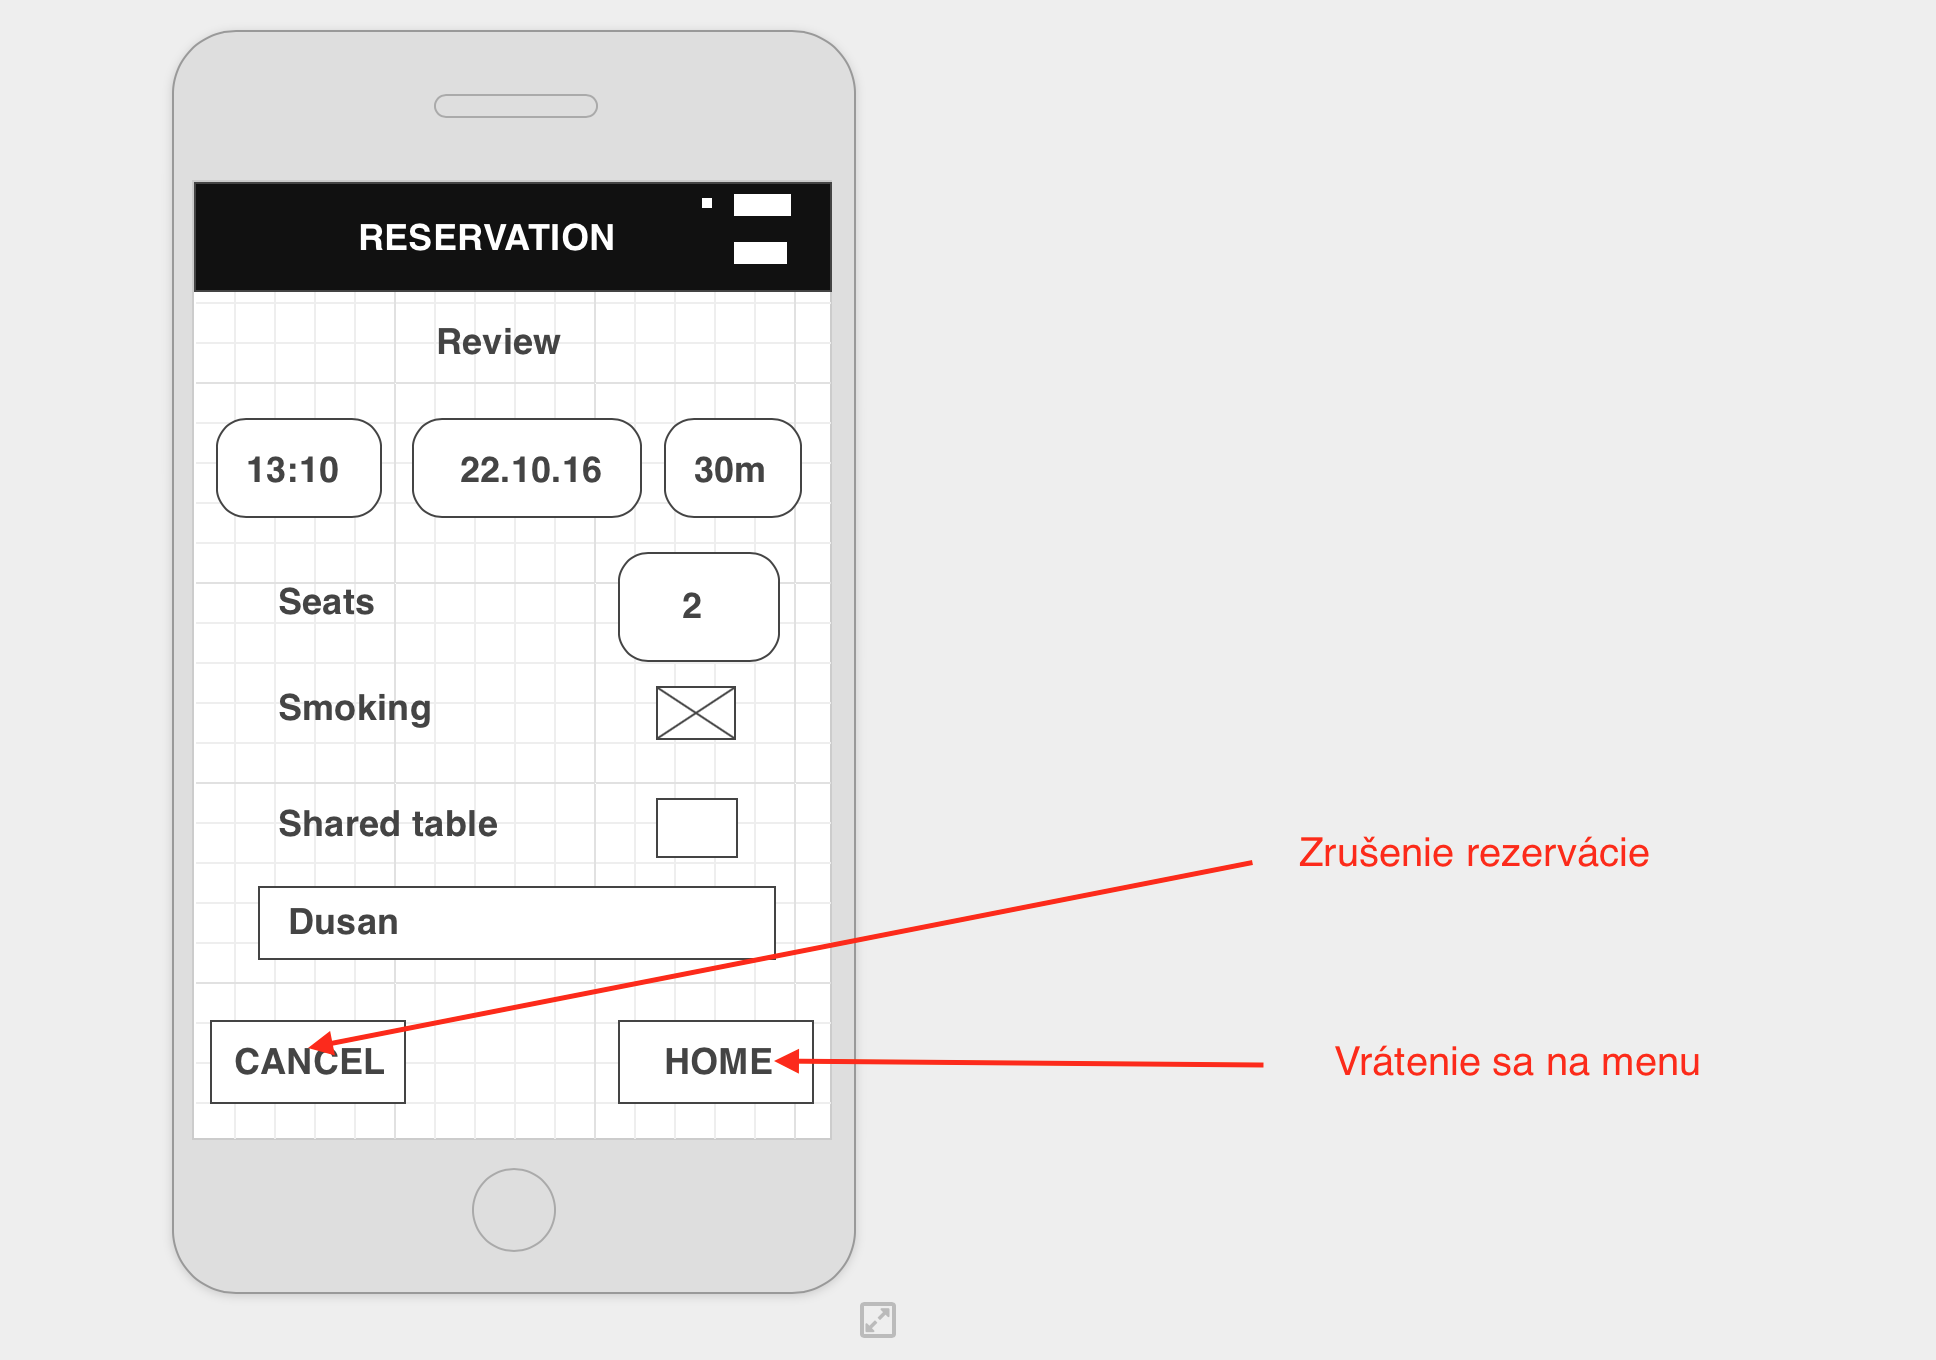 RESERVATION
Review
13:10
22.10.16
30m
Seats
2
Smoking
Shared table
Dusan
CANCEL
HOME
Zrušenie rezervácie
Vrátenie sa na menu